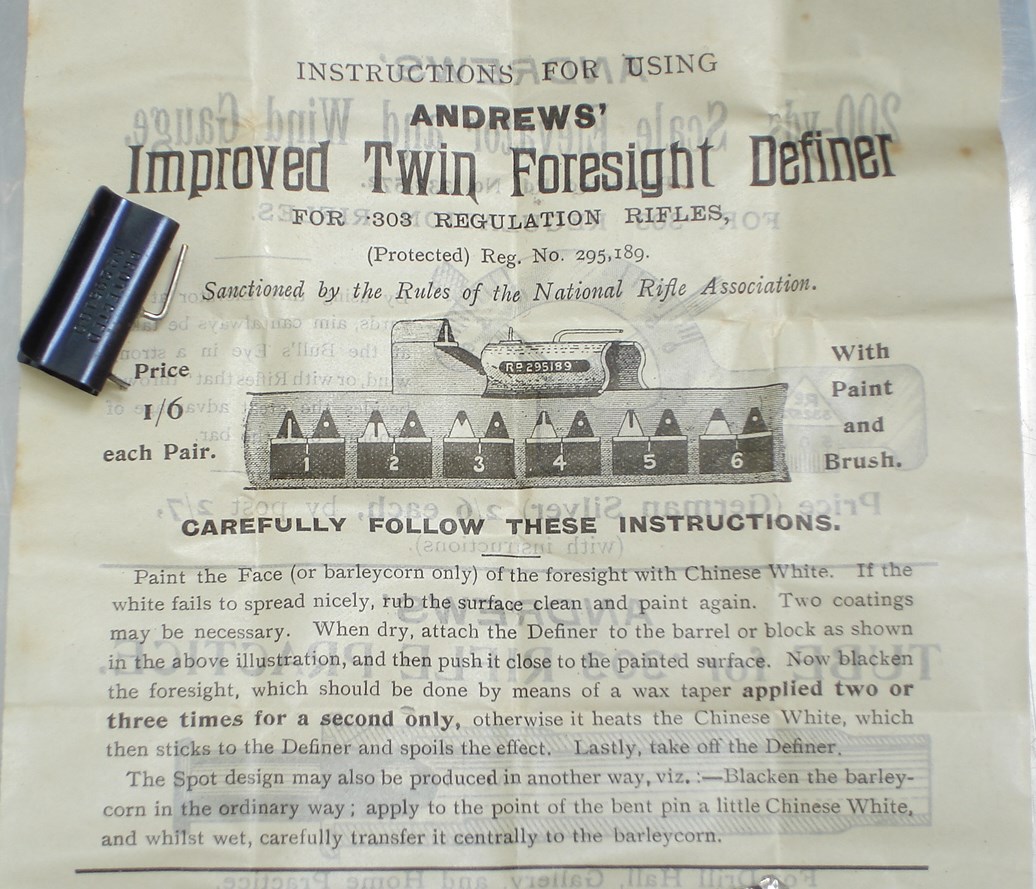 INSTRUCTIONS FOR USING
ANDREWS'
Improved Twin Foresight Definer
FOR ·303 REGULATION RIFLES,
(Protected) Reg. No. 295,189.
Sanctioned by the Rules of the National Rifle Association.
Price
1/6
each Pair.
RD 295189
1 2 3 4 5 6
With
Paint
and
Brush.
CAREFULLY FOLLOW THESE INSTRUCTIONS.
Paint the Face (or barleycorn only) of the foresight with Chinese White. If the
white fails to spread nicely, rub the surface clean and paint again. Two coatings
may be necessary. When dry, attach the Definer to the barrel or block as shown
in the above illustration, and then push it close to the painted surface. Now blacken
the foresight, which should be done by means of a wax taper applied two or
three times for a second only, otherwise it heats the Chinese White, which
then sticks to the Definer and spoils the effect. Lastly, take off the Definer.
The Spot design may also be produced in another way, viz. :—Blacken the barley-
corn in the ordinary way ; apply to the point of the bent pin a little Chinese White,
and whilst wet, carefully transfer it centrally to the barleycorn.